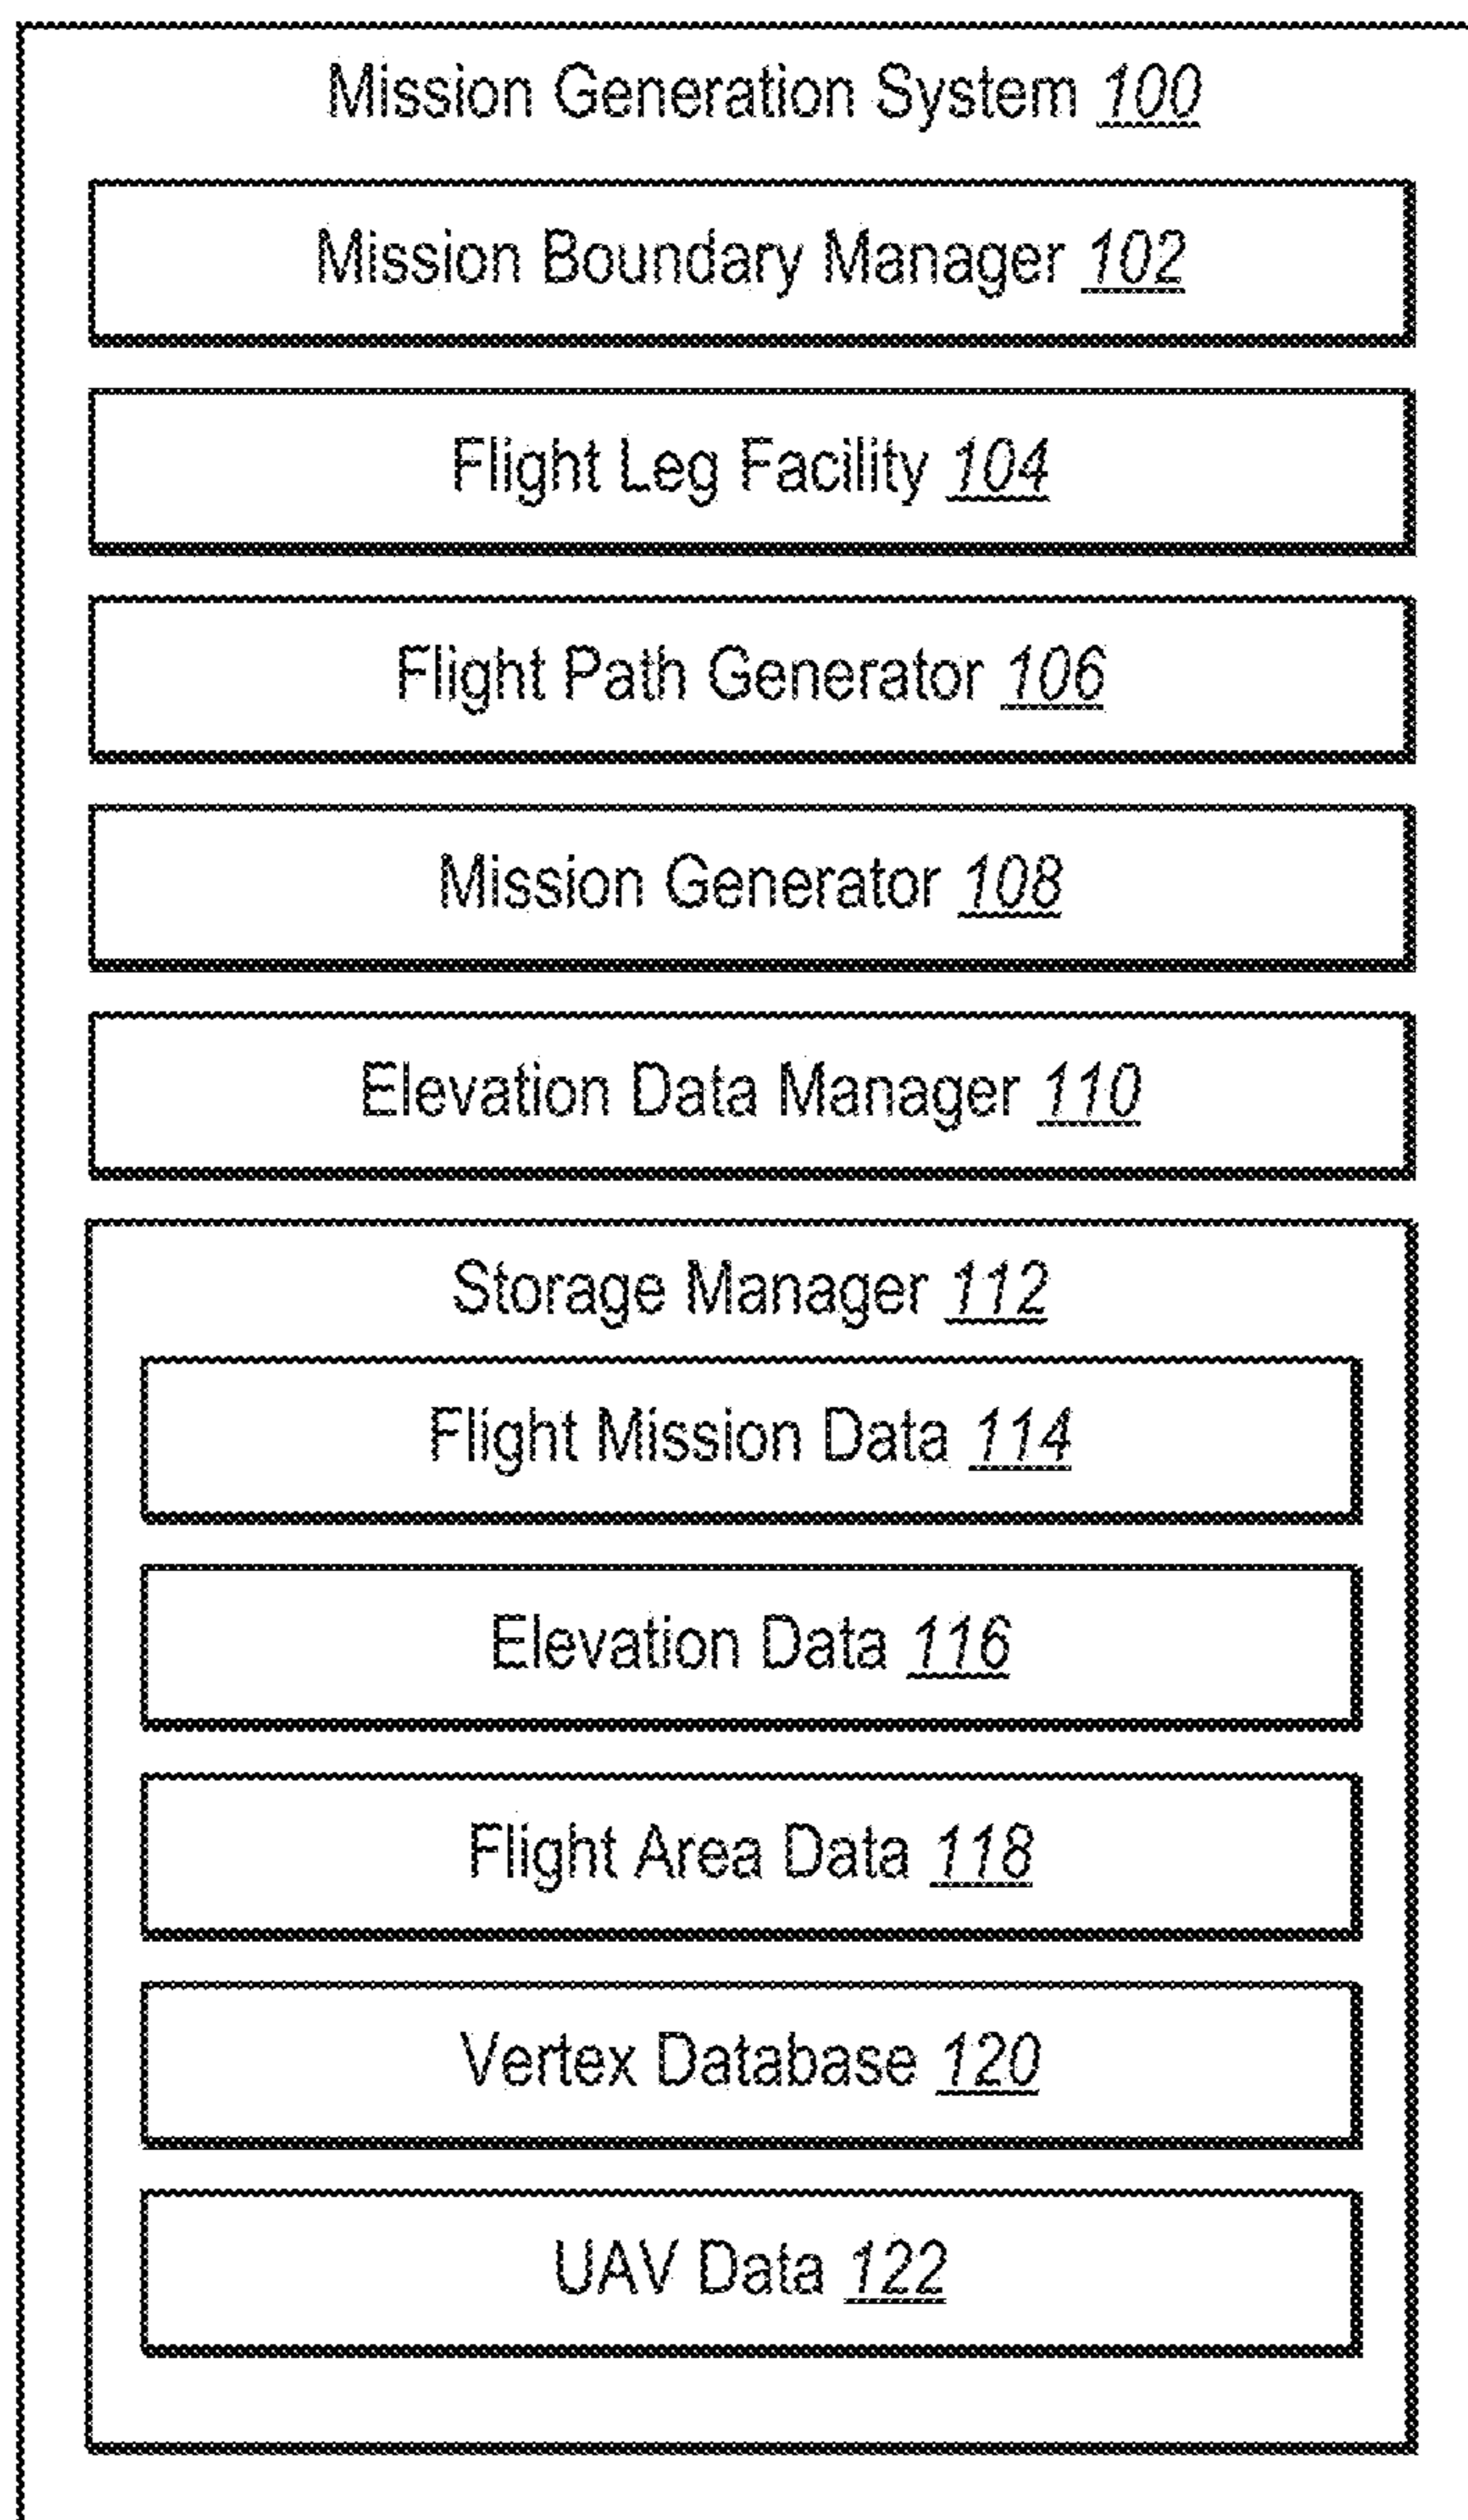 Mission Generation System 100
Mission Boundary Manager 102
Flight Leg Facility 104
Flight Path Generator 106
Mission Generator 108
Elevation Data Manager 110
Storage Manager 112
Flight Mission Data 114
Elevation Data 116
Flight Area Data 118
Vertex Database 120
UAV Data 122